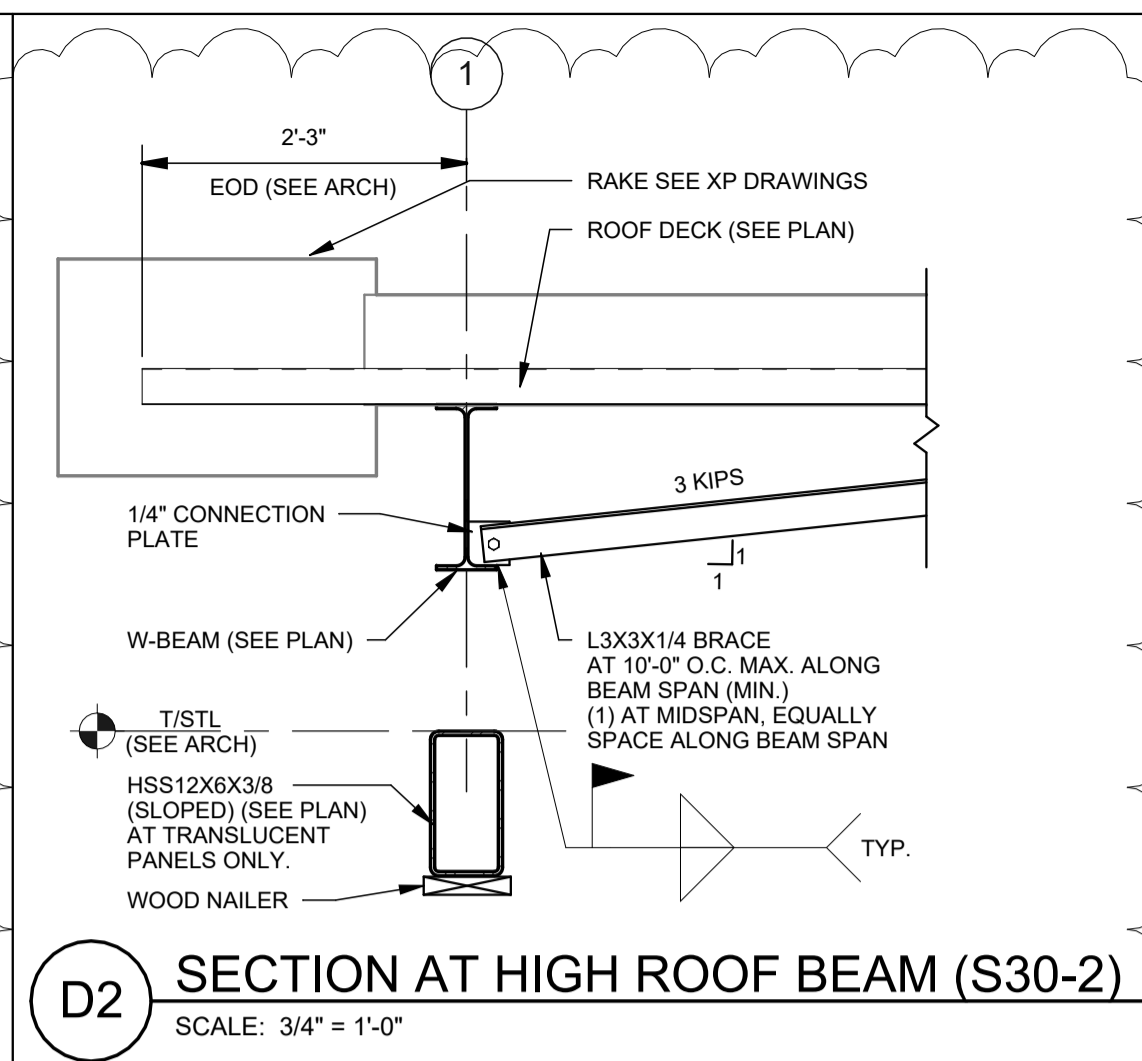 1
2'-3"
EOD (SEE ARCH)
RAKE SEE XP DRAWINGS
ROOF DECK (SEE PLAN)
3 KIPS
1/4" CONNECTION
PLATE
1
1
W-BEAM (SEE PLAN)
L3X3X1/4 BRACE
AT 10'-0" O.C. MAX. ALONG
BEAM SPAN (MIN.)
(1) AT MIDSPAN, EQUALLY
SPACE ALONG BEAM SPAN
T/STL
(SEE ARCH)
HSS12X6X3/8
(SLOPED) (SEE PLAN)
AT TRANSLUCENT
PANELS ONLY.
TYP.
WOOD NAILER
D2
SECTION AT HIGH ROOF BEAM (S30-2)
SCALE: 3/4" = 1'-0"